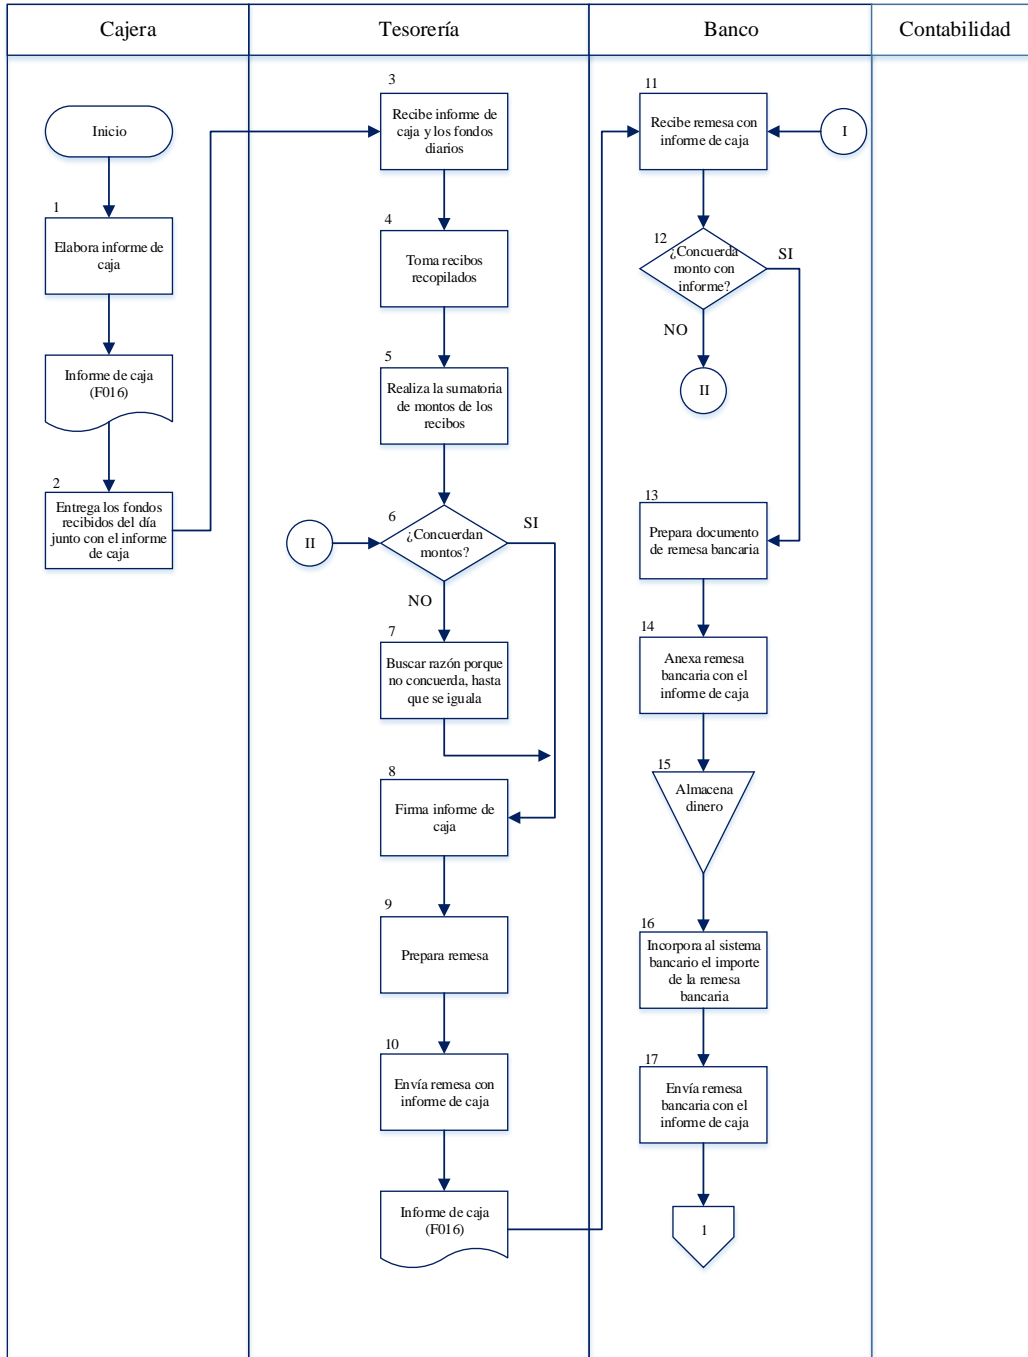 Cajera
Tesorería
Banco
Contabilidad
Inicio
1
Elabora informe de
caja
Informe de caja
(F016)
2
Entrega los fondos
recibidos del día
junto con el informe
de caja
3
Recibe informe de
caja y los fondos
diarios
4
Toma recibos
recopilados
5
Realiza la sumatoria
de montos de los
recibos
II
6
¿Concuerdan
montos?
SI
NO
7
Buscar razón porque
no concuerda, hasta
que se iguala
8
Firma informe de
caja
9
Prepara remesa
10
Envía remesa con
informe de caja
Informe de caja
(F016)
11
Recibe remesa con
informe de caja
I
12
¿Concuerda
monto con
informe?
SI
NO
II
13
Prepara documento
de remesa bancaria
14
Anexa remesa
bancaria con el
informe de caja
15
Almacena
dinero
16
Incorpora al sistema
bancario el importe
de la remesa
bancaria
17
Envía remesa
bancaria con el
informe de caja
1